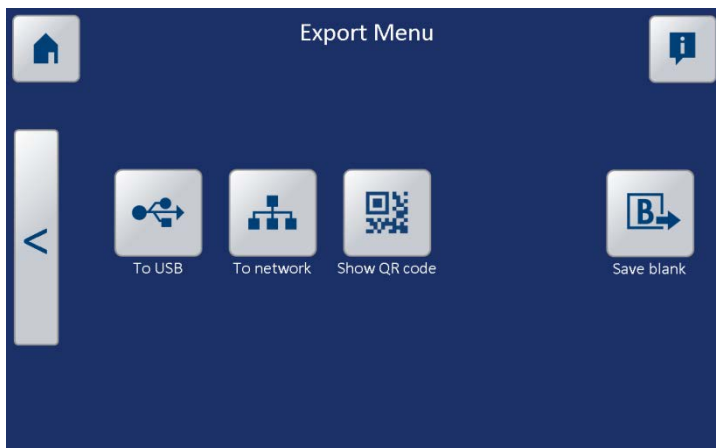 Export Menu
i
<
B
To USB
To network
Show QR code
Save blank